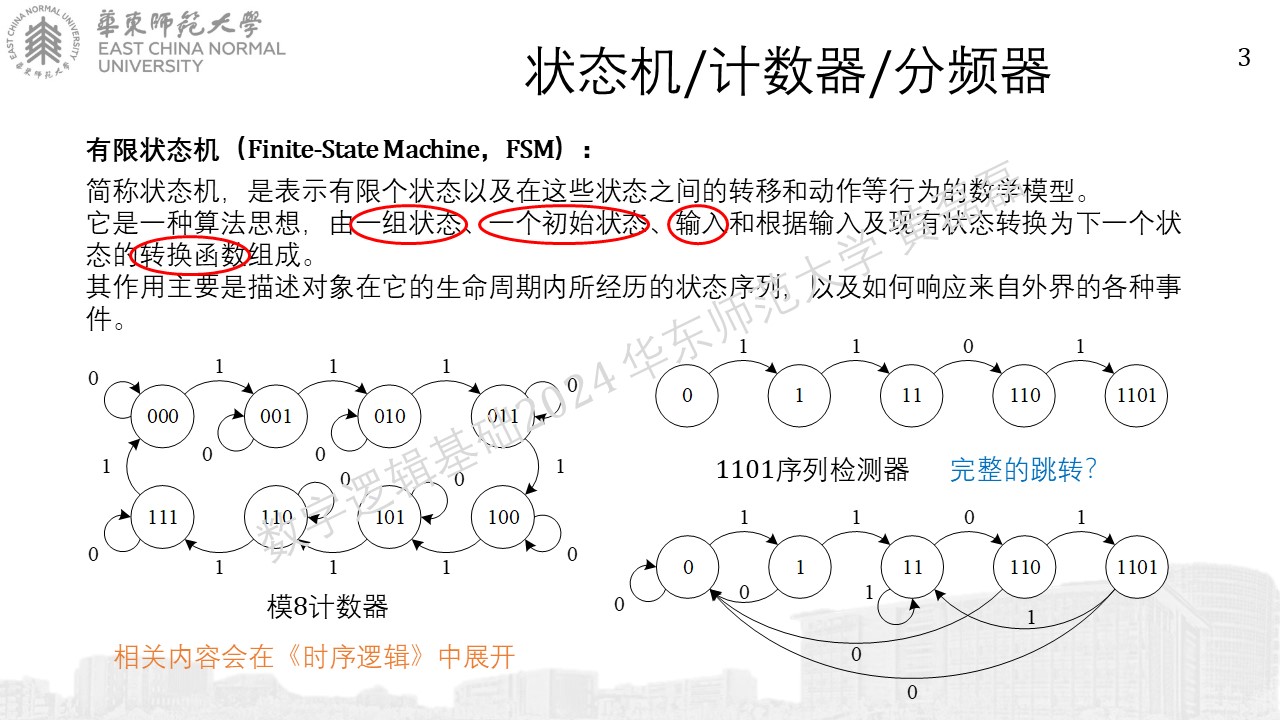 華東師範大學
EAST CHINA NORMAL
UNIVERSITY
EAST CHINA NORMAL UNIVERSITY
華東師範大學
状态机/计数器/分频器
3
有限状态机（Finite-State Machine，FSM）：
简称状态机，是表示有限个状态以及在这些状态之间的转移和动作等行为的数学模型。
它是一种算法思想，由一组状态、一个初始状态、输入和根据输入及现有状态转换为下一个状
态的转换函数组成。
其作用主要是描述对象在它的生命周期内所经历的状态序列，以及如何响应来自外界的各种事
件。
1 1 1
0 000 001 010 011 0
0 0
1 0 0 1
111 110 101 100
0 1 1 1 0
模8计数器
相关内容会在《时序逻辑》中展开
1 1 0 1
0 1 11 110 1101
1101序列检测器 完整的跳转？
1 1 0 1
0 1 11 110 1101
0 0 1 1
0
0
数字逻辑基础2024 华东师范大学 黄磊磊